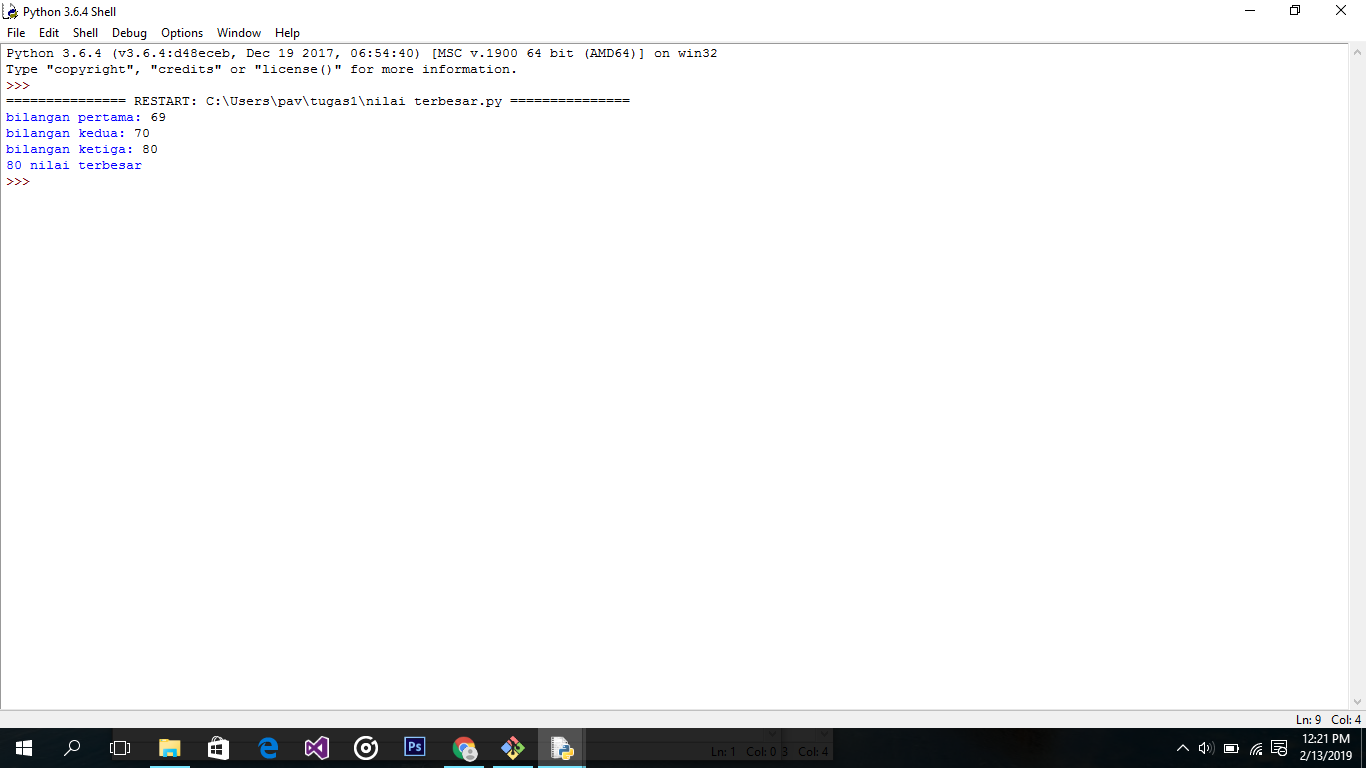 Python 3.6.4 Shell
File Edit Shell Debug Options Window Help
Python 3.6.4 (v3.6.4:d48eceb, Dec 19 2017, 06:54:40) [MSC v.1900 64 bit (AMD64)] on win32
Type "copyright", "credits" or "license()" for more information.
>>>
=============== RESTART: C:\Users\pav\tugas1\nilai terbesar.py ===============
bilangan pertama: 69
bilangan kedua: 70
bilangan ketiga: 80
80 nilai terbesar
>>>
Ln: 9 Col: 4
Ps
Ln: 1 Col: 0 3 Col: 4
12:21 PM
2/13/2019